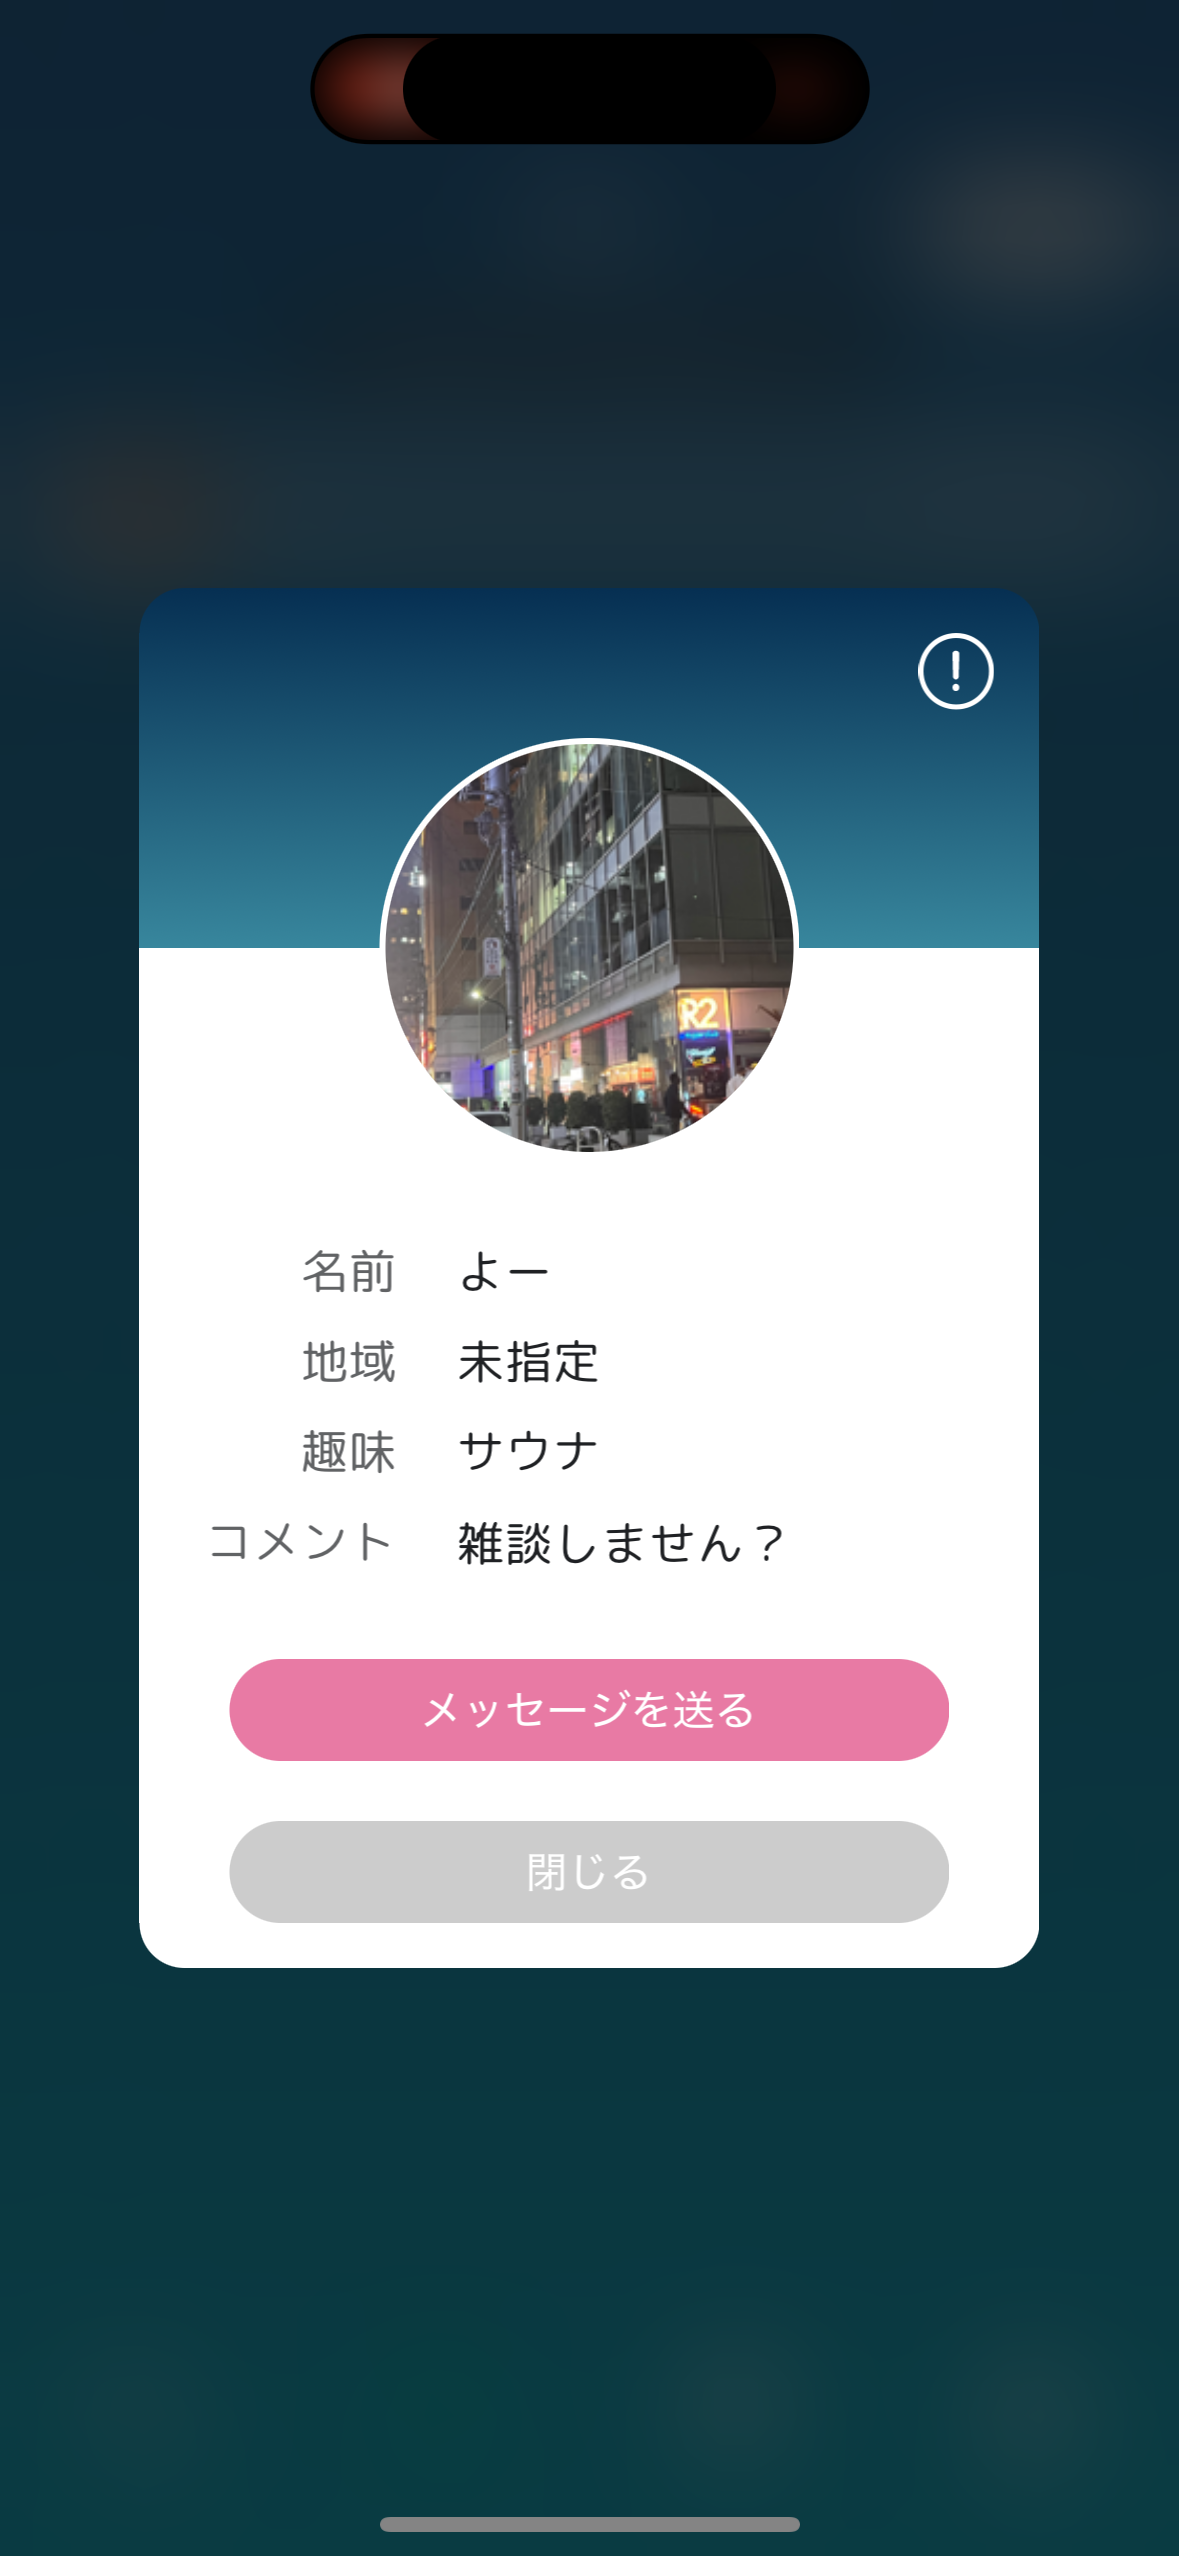 R2
名前 よー
地域 未指定
趣味 サウナ
コメント 雑談しません？
メッセージを送る
閉じる